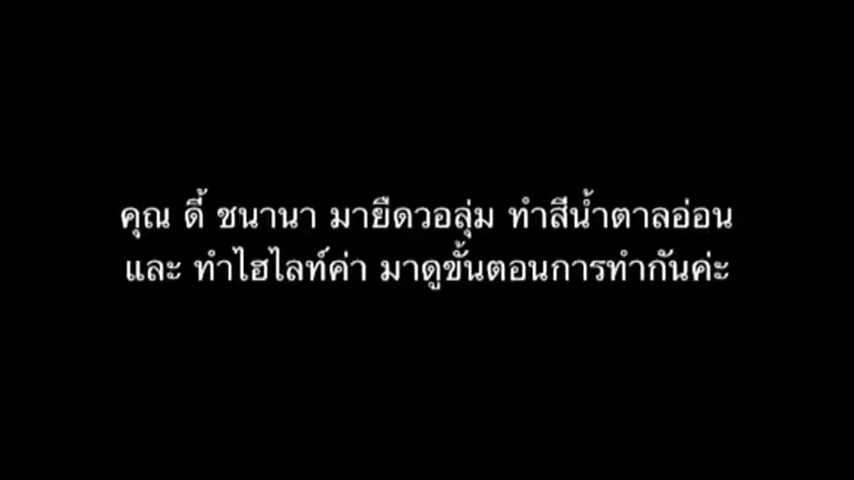 คุณ ดี้ ชนานา มายืดวอลุ่ม ทำสีน้ำตาลอ่อน
และ ทำไฮไลท์ค่า มาดูขั้นตอนการทำกันค่ะ